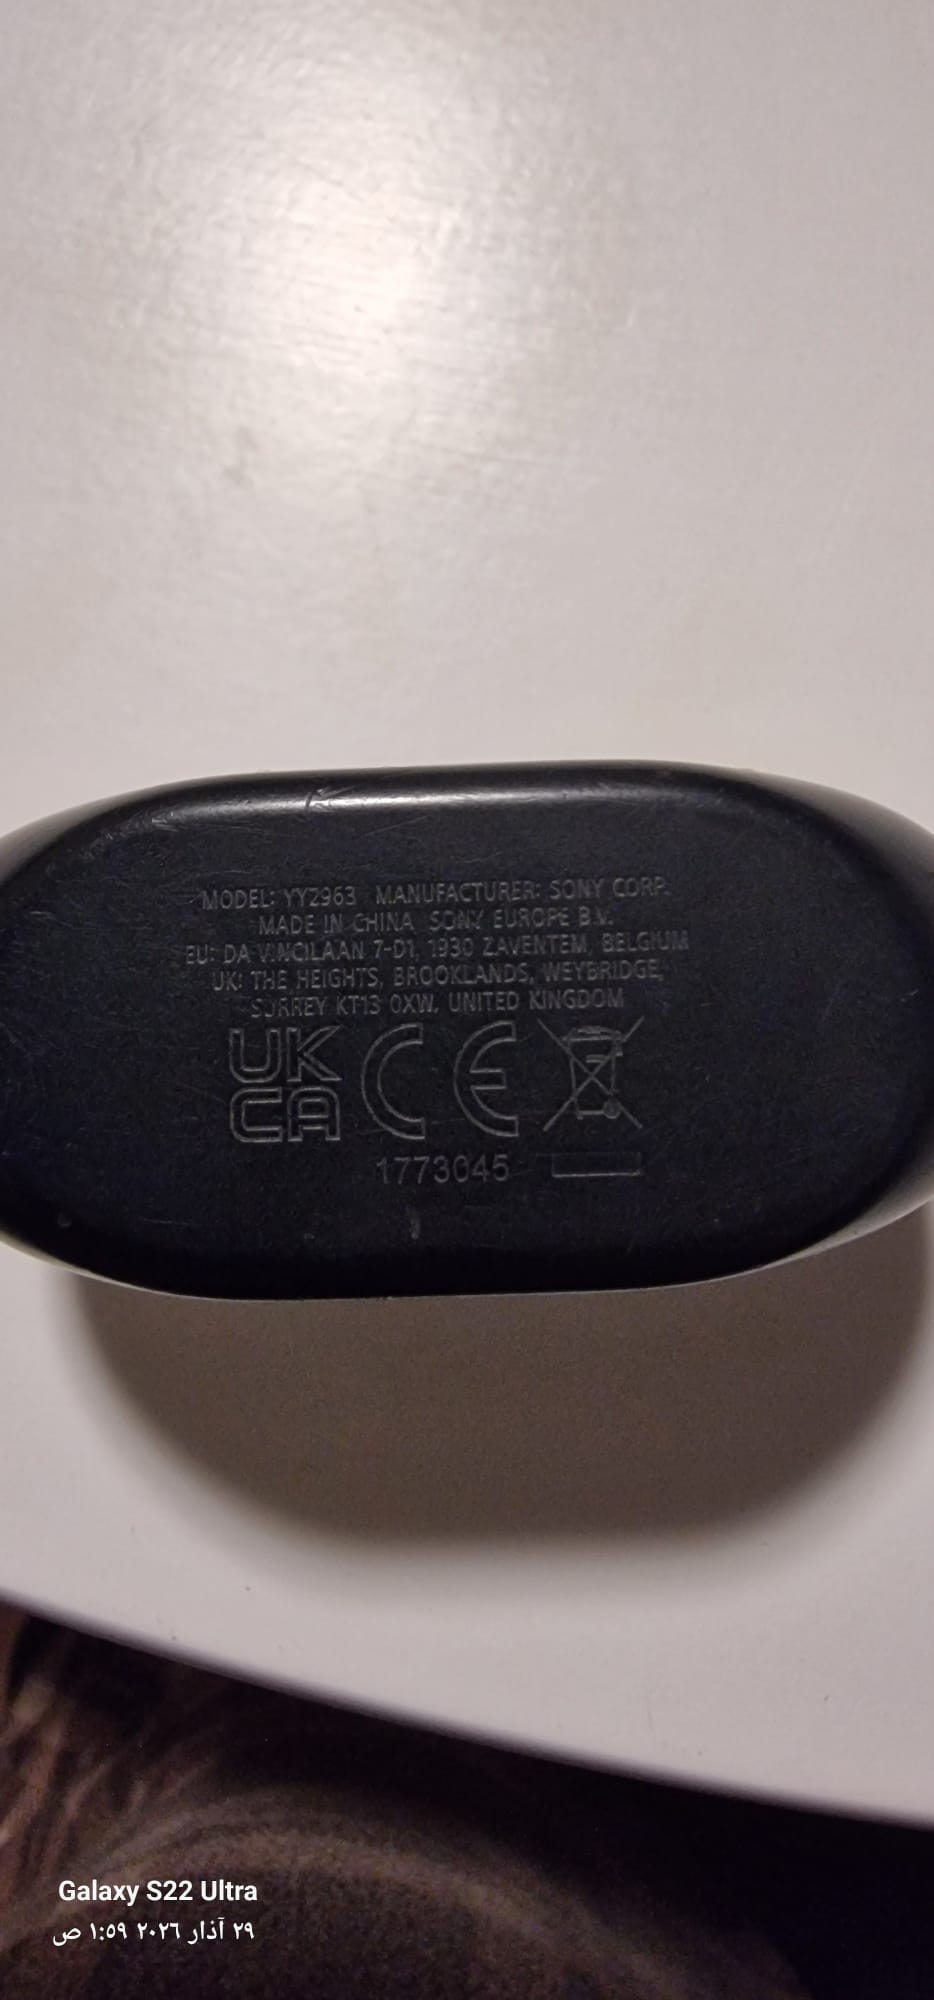 MODEL: YY2963 MANUFACTURER: SONY CORP.
MADE IN CHINA SONY EUROPE B.V.
EU: DA VINCILAAN 7-D1, 1930 ZAVENTEM, BELGIUM
UK: THE HEIGHTS, BROOKLANDS, WEYBRIDGE,
SURREY KT13 0XW, UNITED KINGDOM
UK
CA CE
1773045
Galaxy S22 Ultra
٢٩ آذار ٢٠٢٦ ١:٥٩ ص